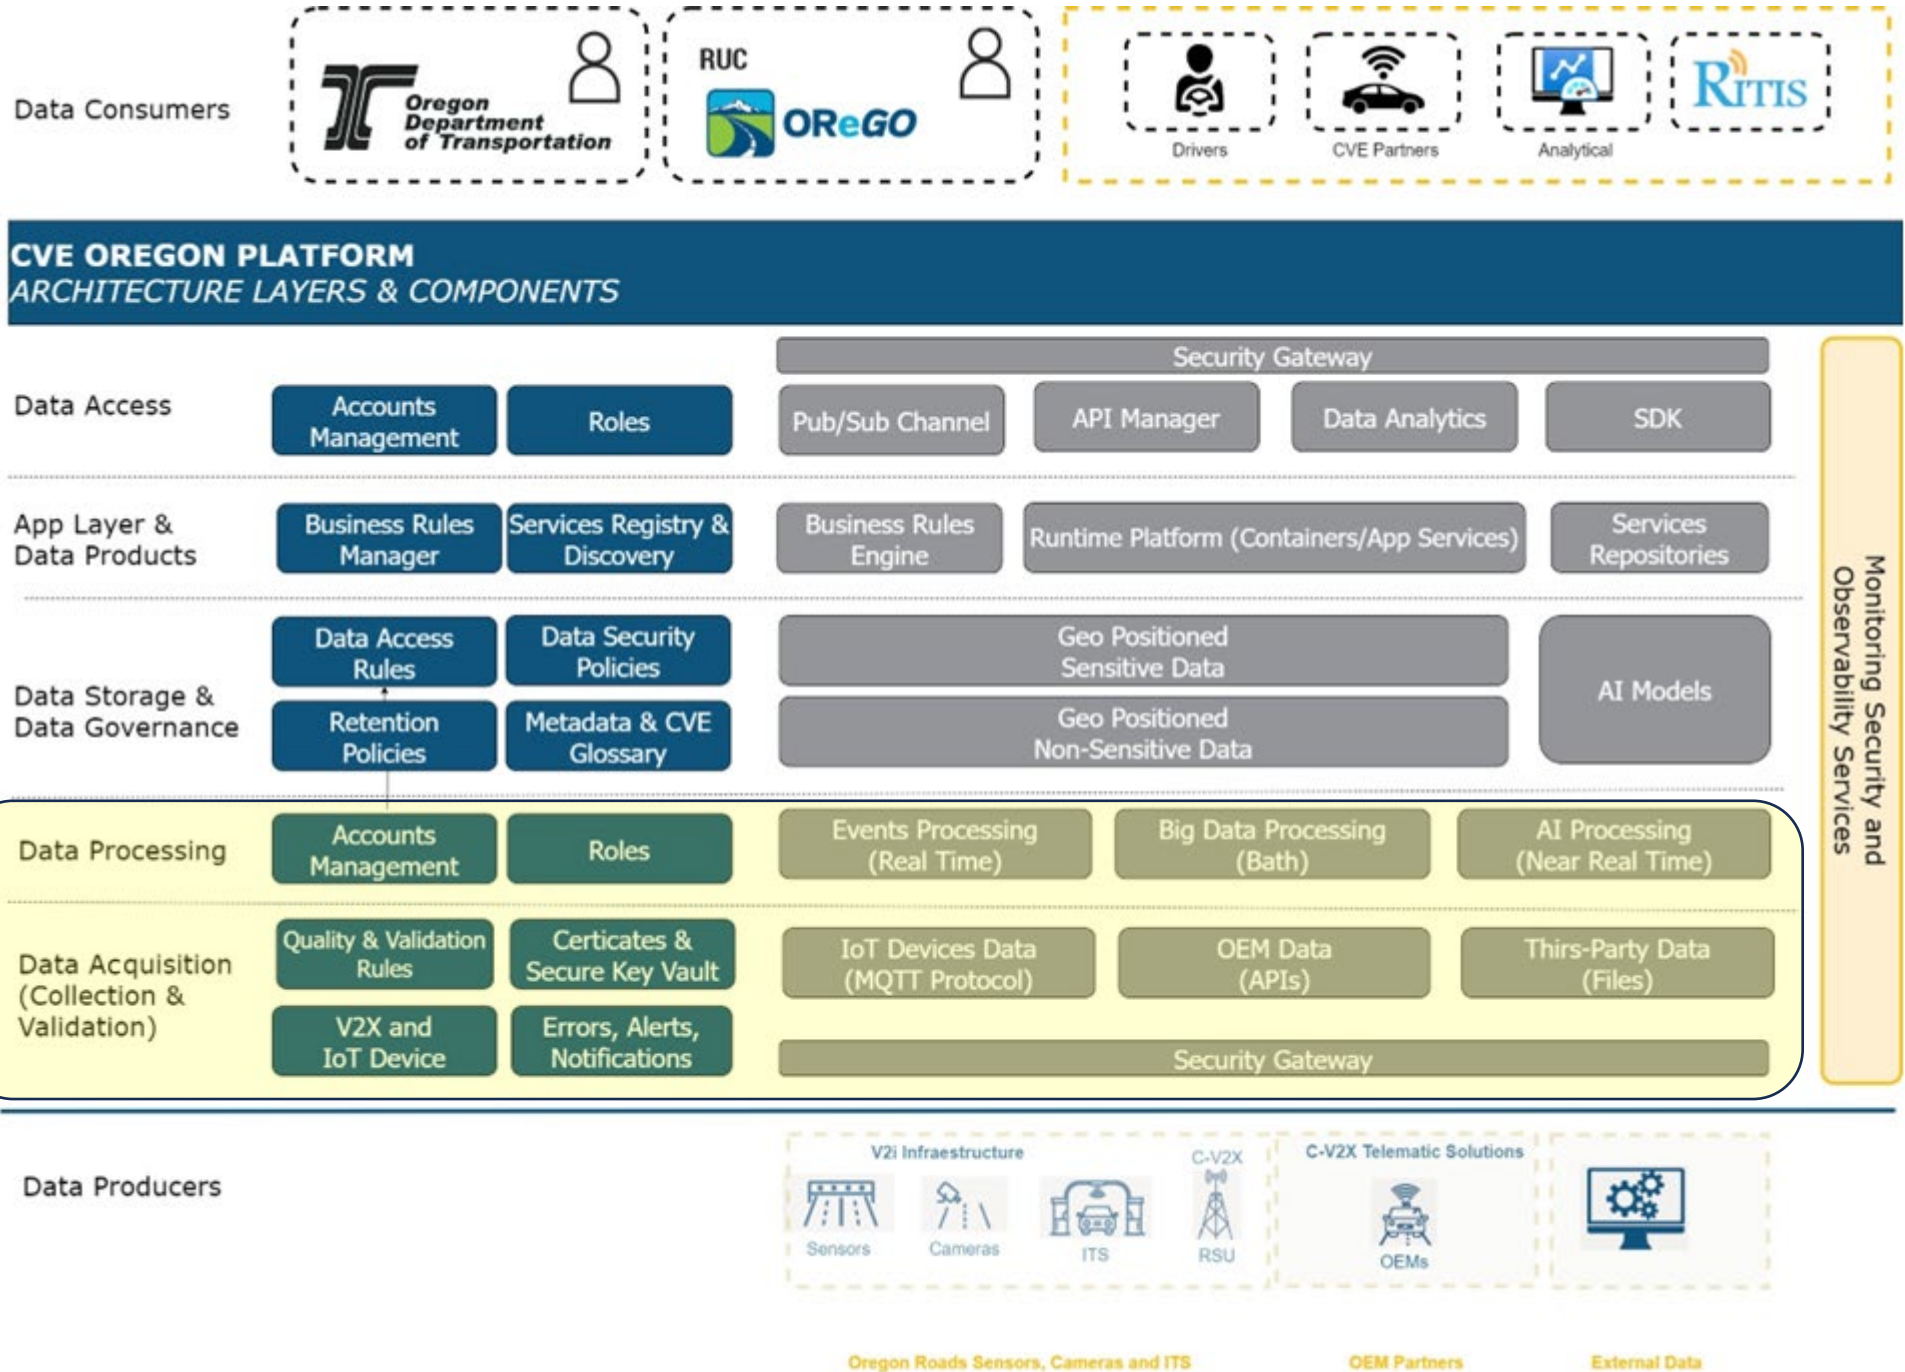 Data Consumers
Oregon
Department
of Transportation
RUC
OReGO
Drivers
CVE Partners
Analytical
RITIS
CVE OREGON PLATFORM
ARCHITECTURE LAYERS & COMPONENTS
Security Gateway
Data Access
Accounts
Management
Roles
Pub/Sub Channel
API Manager
Data Analytics
SDK
App Layer &
Data Products
Business Rules
Manager
Services Registry &
Discovery
Business Rules
Engine
Runtime Platform (Containers/App Services)
Services
Repositories
Data Storage &
Data Governance
Data Access
Rules
Data Security
Policies
Retention
Policies
Metadata & CVE
Glossary
Geo Positioned
Sensitive Data
Geo Positioned
Non-Sensitive Data
AI Models
Monitoring Security and
Observability Services
Data Processing
Accounts
Management
Roles
Events Processing
(Real Time)
Big Data Processing
(Bath)
AI Processing
(Near Real Time)
Data Acquisition
(Collection &
Validation)
Quality & Validation
Rules
Certicates &
Secure Key Vault
V2X and
IoT Device
Errors, Alerts,
Notifications
IoT Devices Data
(MQTT Protocol)
OEM Data
(APIs)
Thirs-Party Data
(Files)
Security Gateway
Data Producers
V2i Infraestructure
Sensors
Cameras
ITS
C-V2X
RSU
C-V2X Telematic Solutions
OEMs
Oregon Roads Sensors, Cameras and ITS
OEM Partners
External Data